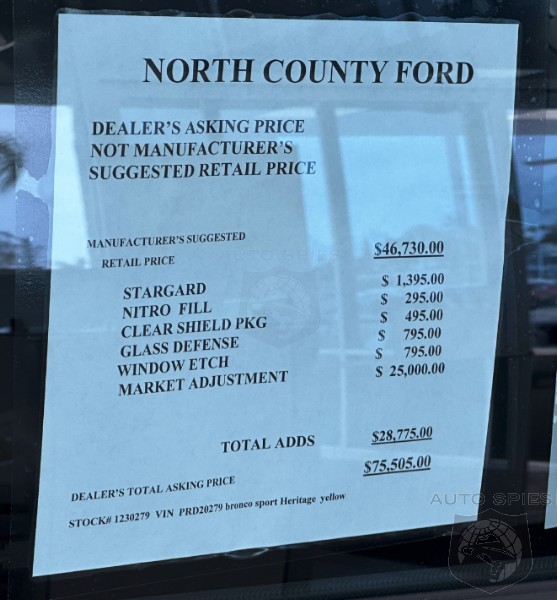 NORTH COUNTY FORD
DEALER'S ASKING PRICE
NOT MANUFACTURER'S
SUGGESTED RETAIL PRICE
MANUFACTURER'S SUGGESTED
RETAIL PRICE $46,730.00
STARGARD $ 1,395.00
NITRO FILL $ 295.00
CLEAR SHIELD PKG $ 495.00
GLASS DEFENSE $ 795.00
WINDOW ETCH $ 795.00
MARKET ADJUSTMENT $ 25,000.00
TOTAL ADDS $28,775.00
DEALER'S TOTAL ASKING PRICE $75,505.00
STOCK# 1230279 VIN PRD20279 bronco sport Heritage yellow
AUTO SPIES
AUTO SPIES